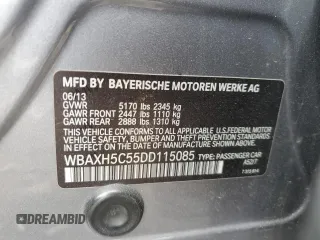 MFD BY BAYERISCHE MOTOREN WERKE AG
06/13
GVWR 5170 lbs 2345 kg
GAWR FRONT 2447 lbs 1110 kg
GAWR REAR 2888 lbs 1310 kg
THIS VEHICLE CONFORMS TO ALL APPLICABLE U.S. FEDERAL MOTOR VEHICLE
SAFETY, BUMPER AND THEFT PREVENTION STANDARDS IN EFFECT
ON THE DATE OF MANUFACTURE SHOWN ABOVE.
WBAXH5C55DD115085 TYPE: PASSENGER CAR
DREAMBID